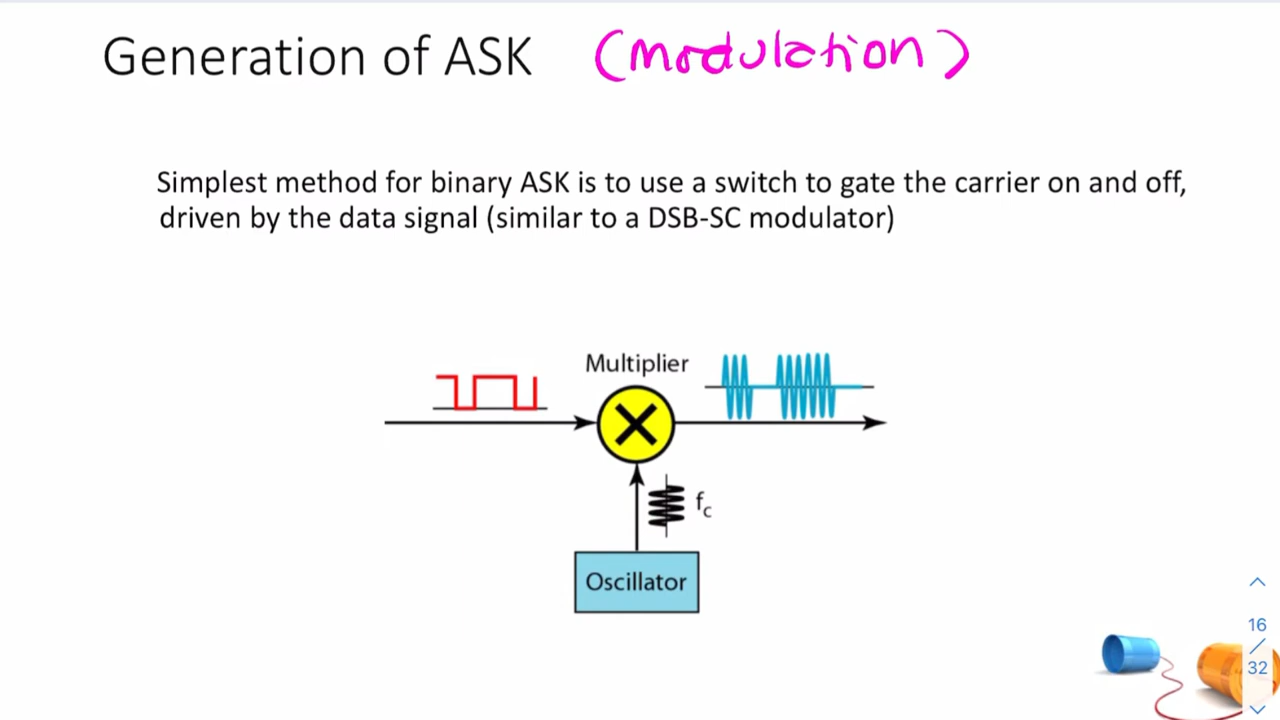 Generation of ASK (modulation)
Simplest method for binary ASK is to use a switch to gate the carrier on and off,
driven by the data signal (similar to a DSB-SC modulator)
Multiplier
fc
Oscillator
16
/
32